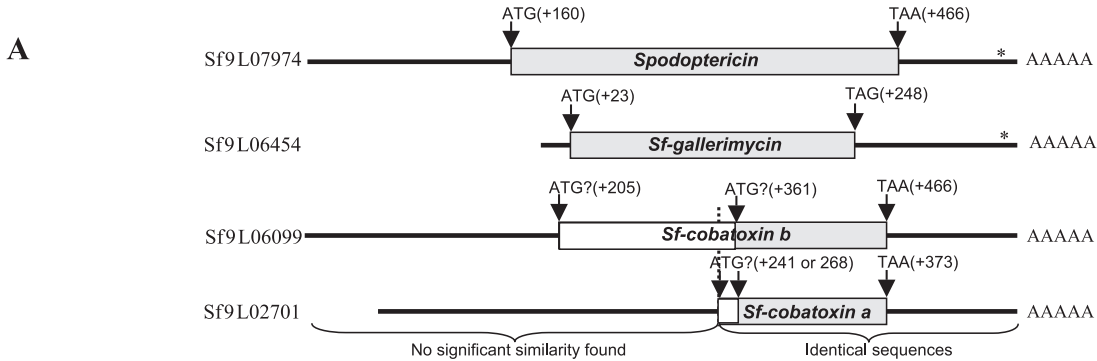 A
ATG(+160) TAA(+466)
Sf9L07974 Spodoptericin * AAAAA
ATG(+23) TAG(+248)
Sf9L06454 Sf-gallerimycin * AAAAA
ATG?(+205) ATG?(+361) TAA(+466)
Sf9L06099 Sf-cobatoxin b AAAAA
ATG?(+241 or 268) TAA(+373)
Sf9L02701 Sf-cobatoxin a AAAAA
No significant similarity found Identical sequences